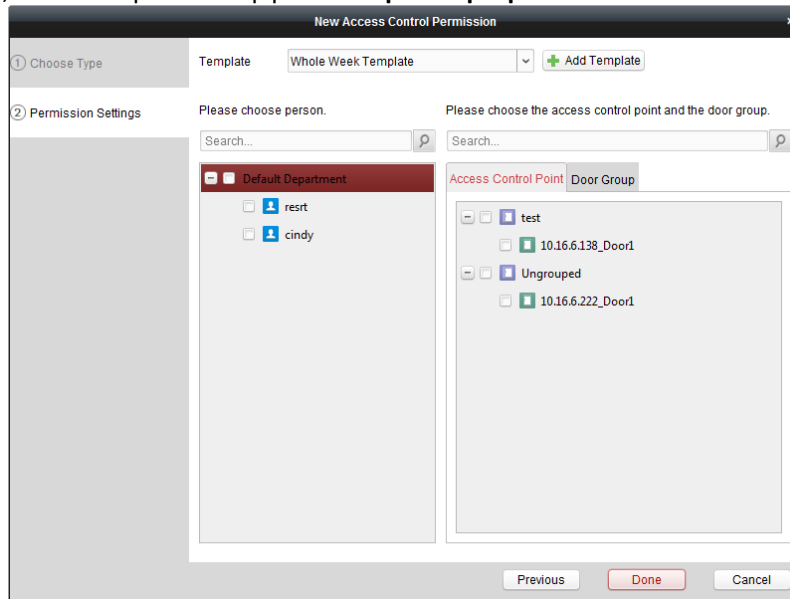 New Access Control Permission
1 Choose Type
2 Permission Settings
Template Whole Week Template Add Template
Please choose person.
Search...
Default Department
resrt
cindy
Please choose the access control point and the door group.
Search...
Access Control Point Door Group
test
10.16.6.138_Door1
Ungrouped
10.16.6.222_Door1
Previous Done Cancel